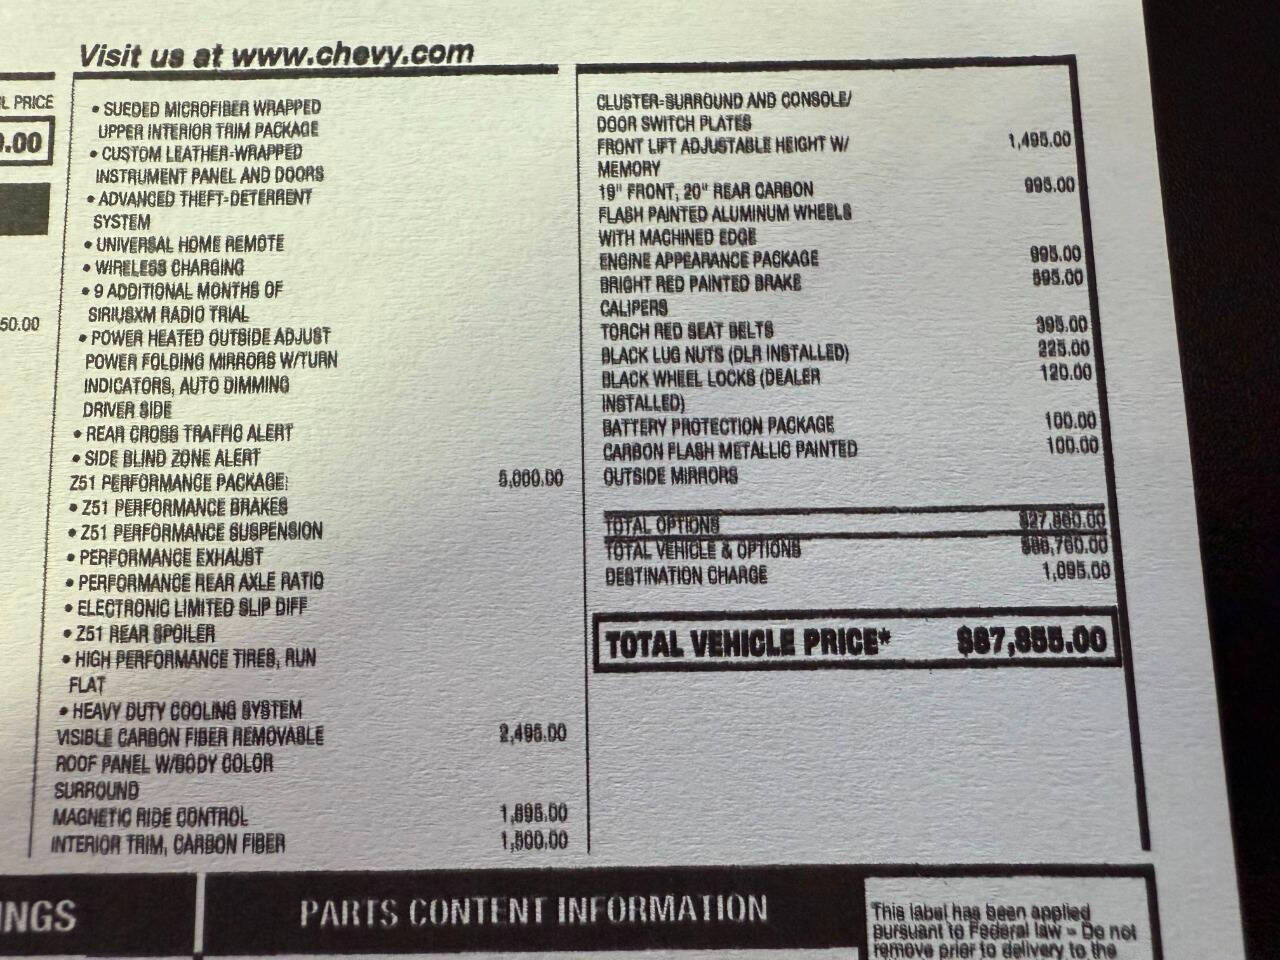 Visit us at www.chevy.com
L PRICE
.00
50.00
• SUEDED MICROFIBER WRAPPED
UPPER INTERIOR TRIM PACKAGE
• CUSTOM LEATHER-WRAPPED
INSTRUMENT PANEL AND DOORS
• ADVANCED THEFT-DETERRENT
SYSTEM
• UNIVERSAL HOME REMOTE
• WIRELESS CHARGING
• 9 ADDITIONAL MONTHS OF
SIRIUSXM RADIO TRIAL
• POWER HEATED OUTSIDE ADJUST
POWER FOLDING MIRRORS W/TURN
INDICATORS, AUTO DIMMING
DRIVER SIDE
• REAR CROSS TRAFFIC ALERT
• SIDE BLIND ZONE ALERT
Z51 PERFORMANCE PACKAGE:
• Z51 PERFORMANCE BRAKES
• Z51 PERFORMANCE SUSPENSION
• PERFORMANCE EXHAUST
• PERFORMANCE REAR AXLE RATIO
• ELECTRONIC LIMITED SLIP DIFF
• Z51 REAR SPOILER
• HIGH PERFORMANCE TIRES, RUN
FLAT
• HEAVY DUTY COOLING SYSTEM
VISIBLE CARBON FIBER REMOVABLE 2,495.00
ROOF PANEL W/BODY COLOR
SURROUND
MAGNETIC RIDE CONTROL 1,895.00
INTERIOR TRIM, CARBON FIBER 1,500.00
CLUSTER-SURROUND AND CONSOLE/
DOOR SWITCH PLATES
FRONT LIFT ADJUSTABLE HEIGHT W/ 1,495.00
MEMORY
19" FRONT, 20" REAR CARBON 995.00
FLASH PAINTED ALUMINUM WHEELS
WITH MACHINED EDGE
ENGINE APPEARANCE PACKAGE 995.00
BRIGHT RED PAINTED BRAKE 595.00
CALIPERS
TORCH RED SEAT BELTS 395.00
BLACK LUG NUTS (DLR INSTALLED) 225.00
BLACK WHEEL LOCKS (DEALER 120.00
INSTALLED)
BATTERY PROTECTION PACKAGE 100.00
CARBON FLASH METALLIC PAINTED 100.00
OUTSIDE MIRRORS
TOTAL OPTIONS $27,860.00
TOTAL VEHICLE & OPTIONS $86,760.00
DESTINATION CHARGE 1,095.00
TOTAL VEHICLE PRICE* $87,855.00
INGS
PARTS CONTENT INFORMATION
This label has been applied
pursuant to Federal law – Do not
remove prior to delivery to the